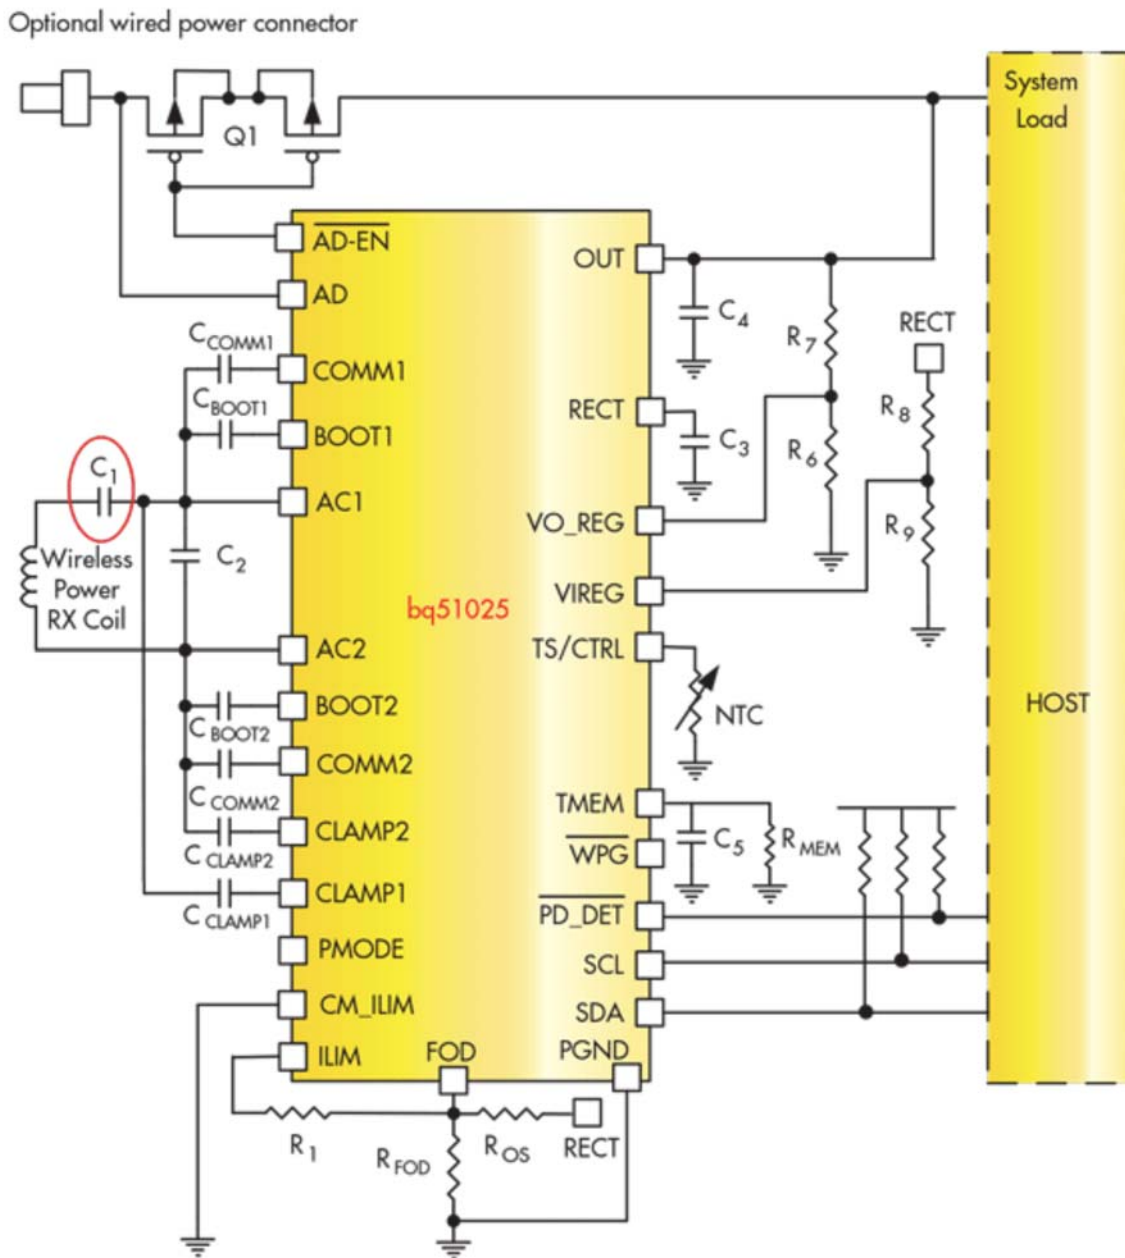 Optional wired power connector
System
Load
Q1
AD-EN
OUT
AD
C4
R7
RECT
CCOMM1
COMM1
CBOOT1
RECT
R8
BOOT1
C3
R6
C1
AC1
VO_REG
R9
C2
Wireless
Power
RX Coil
VIREG
bq51025
AC2
TS/CTRL
BOOT2
NTC
HOST
CBOOT2
COMM2
CCOMM2
TMEM
CLAMP2
C5
RMEM
CCLAMP2
WPG
CLAMP1
CCLAMP1
PD_DET
PMODE
SCL
CM_ILIM
SDA
ILIM
FOD
PGND
R1
RFOD
ROS
RECT